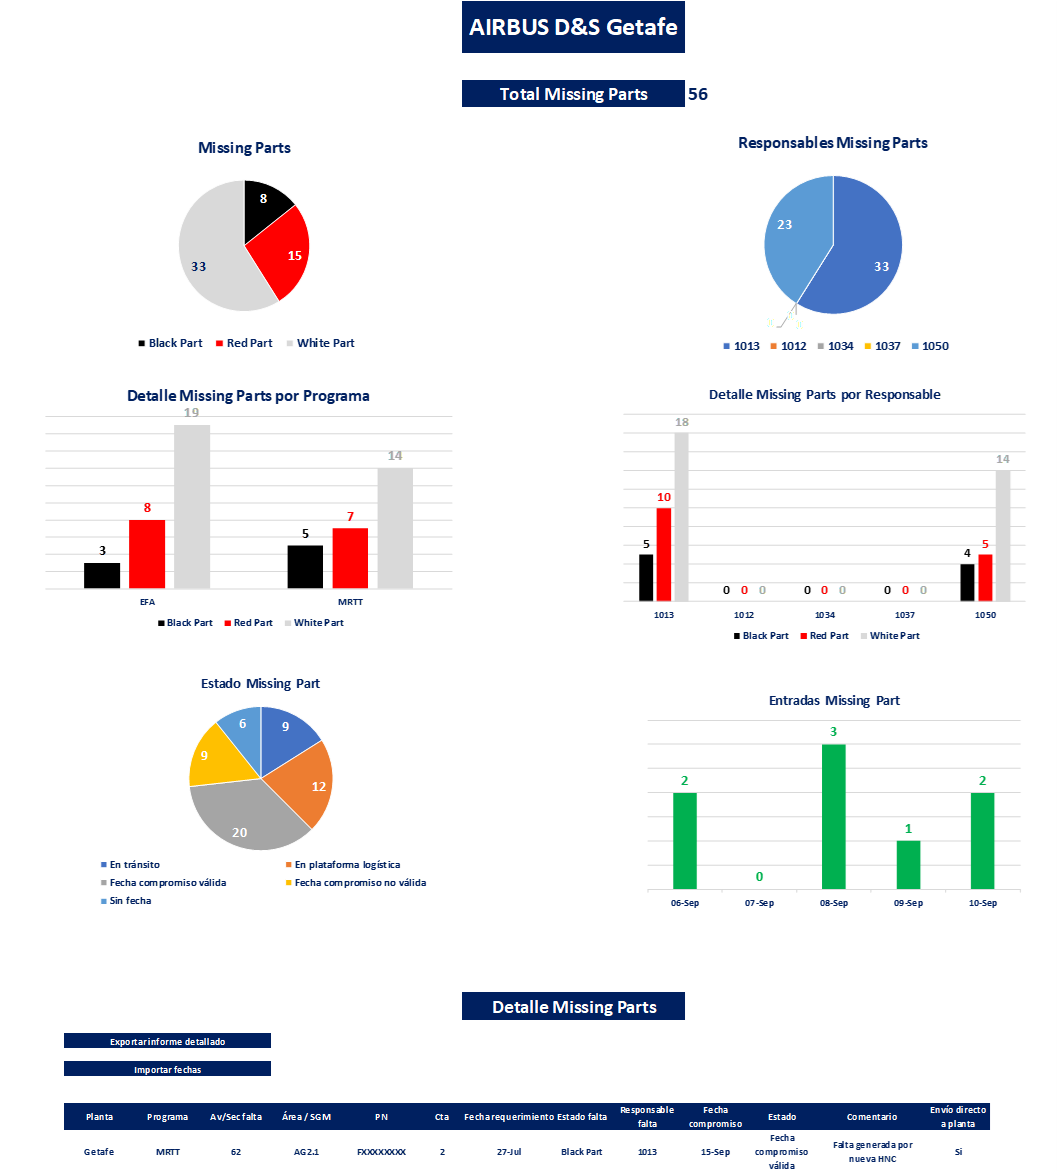 AIRBUS D&S Getafe
Total Missing Parts 56
Missing Parts
8
15
33
Black Part Red Part White Part
Responsables Missing Parts
23
33
1013 1012 1034 1037 1050
Detalle Missing Parts por Programa
19
14
8
7
5
3
EFA MRTT
Black Part Red Part White Part
Detalle Missing Parts por Responsable
18
14
10
5 4 5
0 0 0 0 0 0 0 0 0
1013 1012 1034 1037 1050
Black Part Red Part White Part
Estado Missing Part
6 9
9
12
20
En tránsito En plataforma logística
Fecha compromiso válida Fecha compromiso no válida
Sin fecha
Entradas Missing Part
3
2 2
1
0
06-Sep 07-Sep 08-Sep 09-Sep 10-Sep
Detalle Missing Parts
Exportar informe detallado
Importar fechas
Planta Programa Av/Sec falta Área / SGM PN Cta Fecha requerimiento Estado falta Responsable falta Fecha compromiso Estado Comentario Envío directo a planta
Getafe MRTT 62 AG2.1 FXXXXXXXX 2 27-Jul Black Part 1013 15-Sep Fecha compromiso válida Falta generada por nueva HNC Si